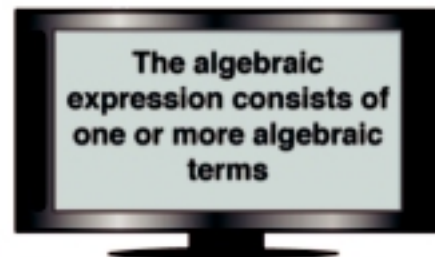 The algebraic
expression consists of
one or more algebraic
terms